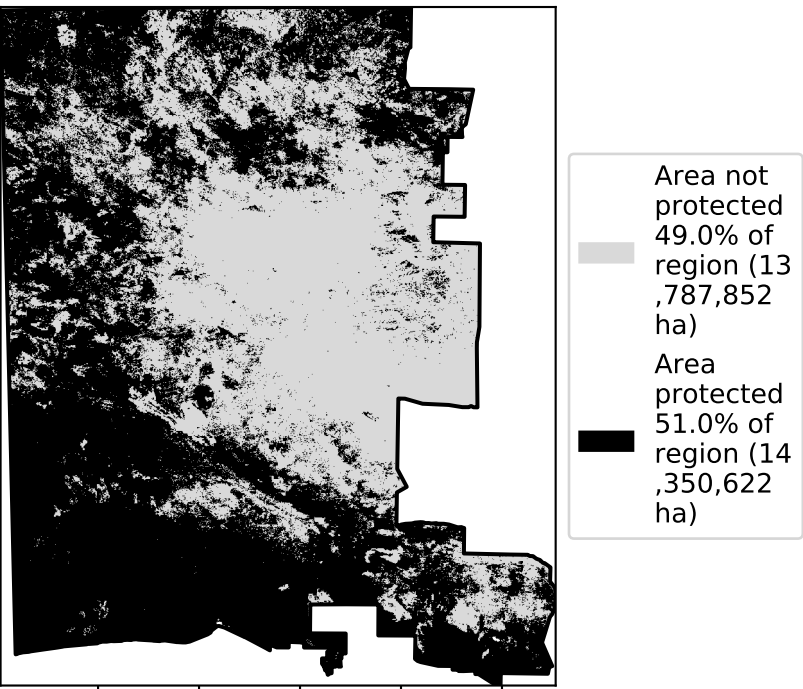 Area not
protected
49.0% of
region (13
,787,852
ha)
Area
protected
51.0% of
region (14
,350,622
ha)